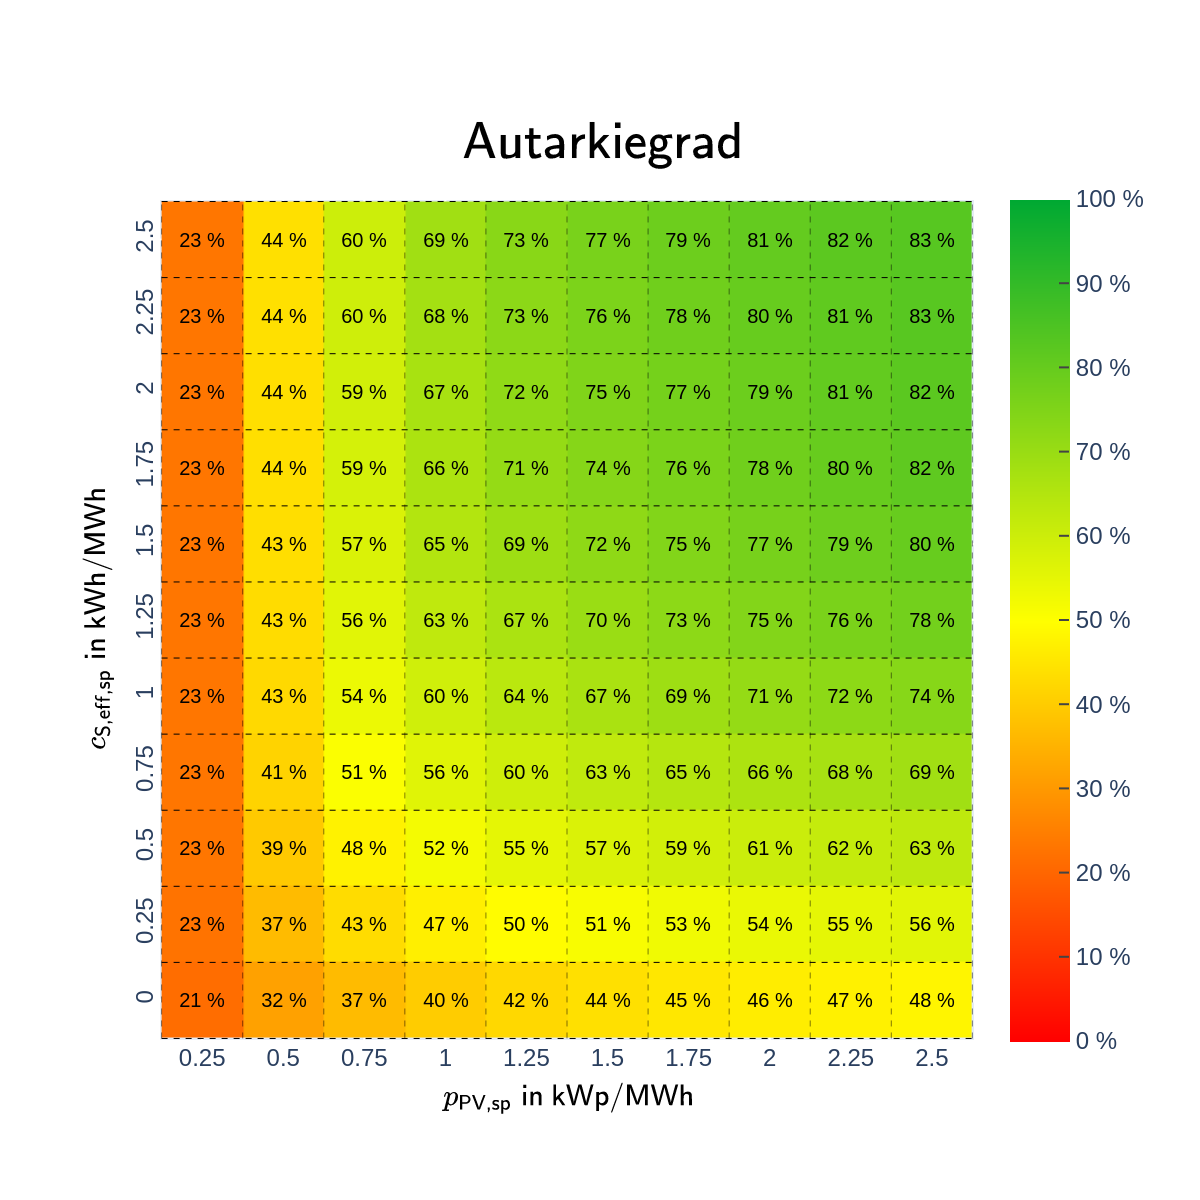 Autarkiegrad
2.5 23 % 44 % 60 % 69 % 73 % 77 % 79 % 81 % 82 % 83 %
2.25 23 % 44 % 60 % 68 % 73 % 76 % 78 % 80 % 81 % 83 %
2 23 % 44 % 59 % 67 % 72 % 75 % 77 % 79 % 81 % 82 %
1.75 23 % 44 % 59 % 66 % 71 % 74 % 76 % 78 % 80 % 82 %
1.5 23 % 43 % 57 % 65 % 69 % 72 % 75 % 77 % 79 % 80 %
1.25 23 % 43 % 56 % 63 % 67 % 70 % 73 % 75 % 76 % 78 %
1 23 % 43 % 54 % 60 % 64 % 67 % 69 % 71 % 72 % 74 %
0.75 23 % 41 % 51 % 56 % 60 % 63 % 65 % 66 % 68 % 69 %
0.5 23 % 39 % 48 % 52 % 55 % 57 % 59 % 61 % 62 % 63 %
0.25 23 % 37 % 43 % 47 % 50 % 51 % 53 % 54 % 55 % 56 %
0 21 % 32 % 37 % 40 % 42 % 44 % 45 % 46 % 47 % 48 %
0.25 0.5 0.75 1 1.25 1.5 1.75 2 2.25 2.5
p_PV,sp in kWp/MWh
c_S,eff,sp in kWh/MWh
100 %
90 %
80 %
70 %
60 %
50 %
40 %
30 %
20 %
10 %
0 %